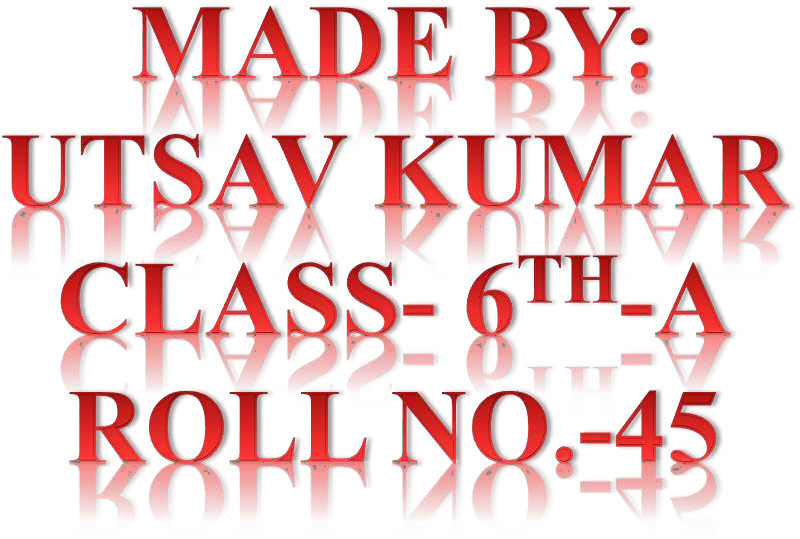 MADE BY:
UTSAV KUMAR
CLASS- 6TH-A
ROLL NO.-45